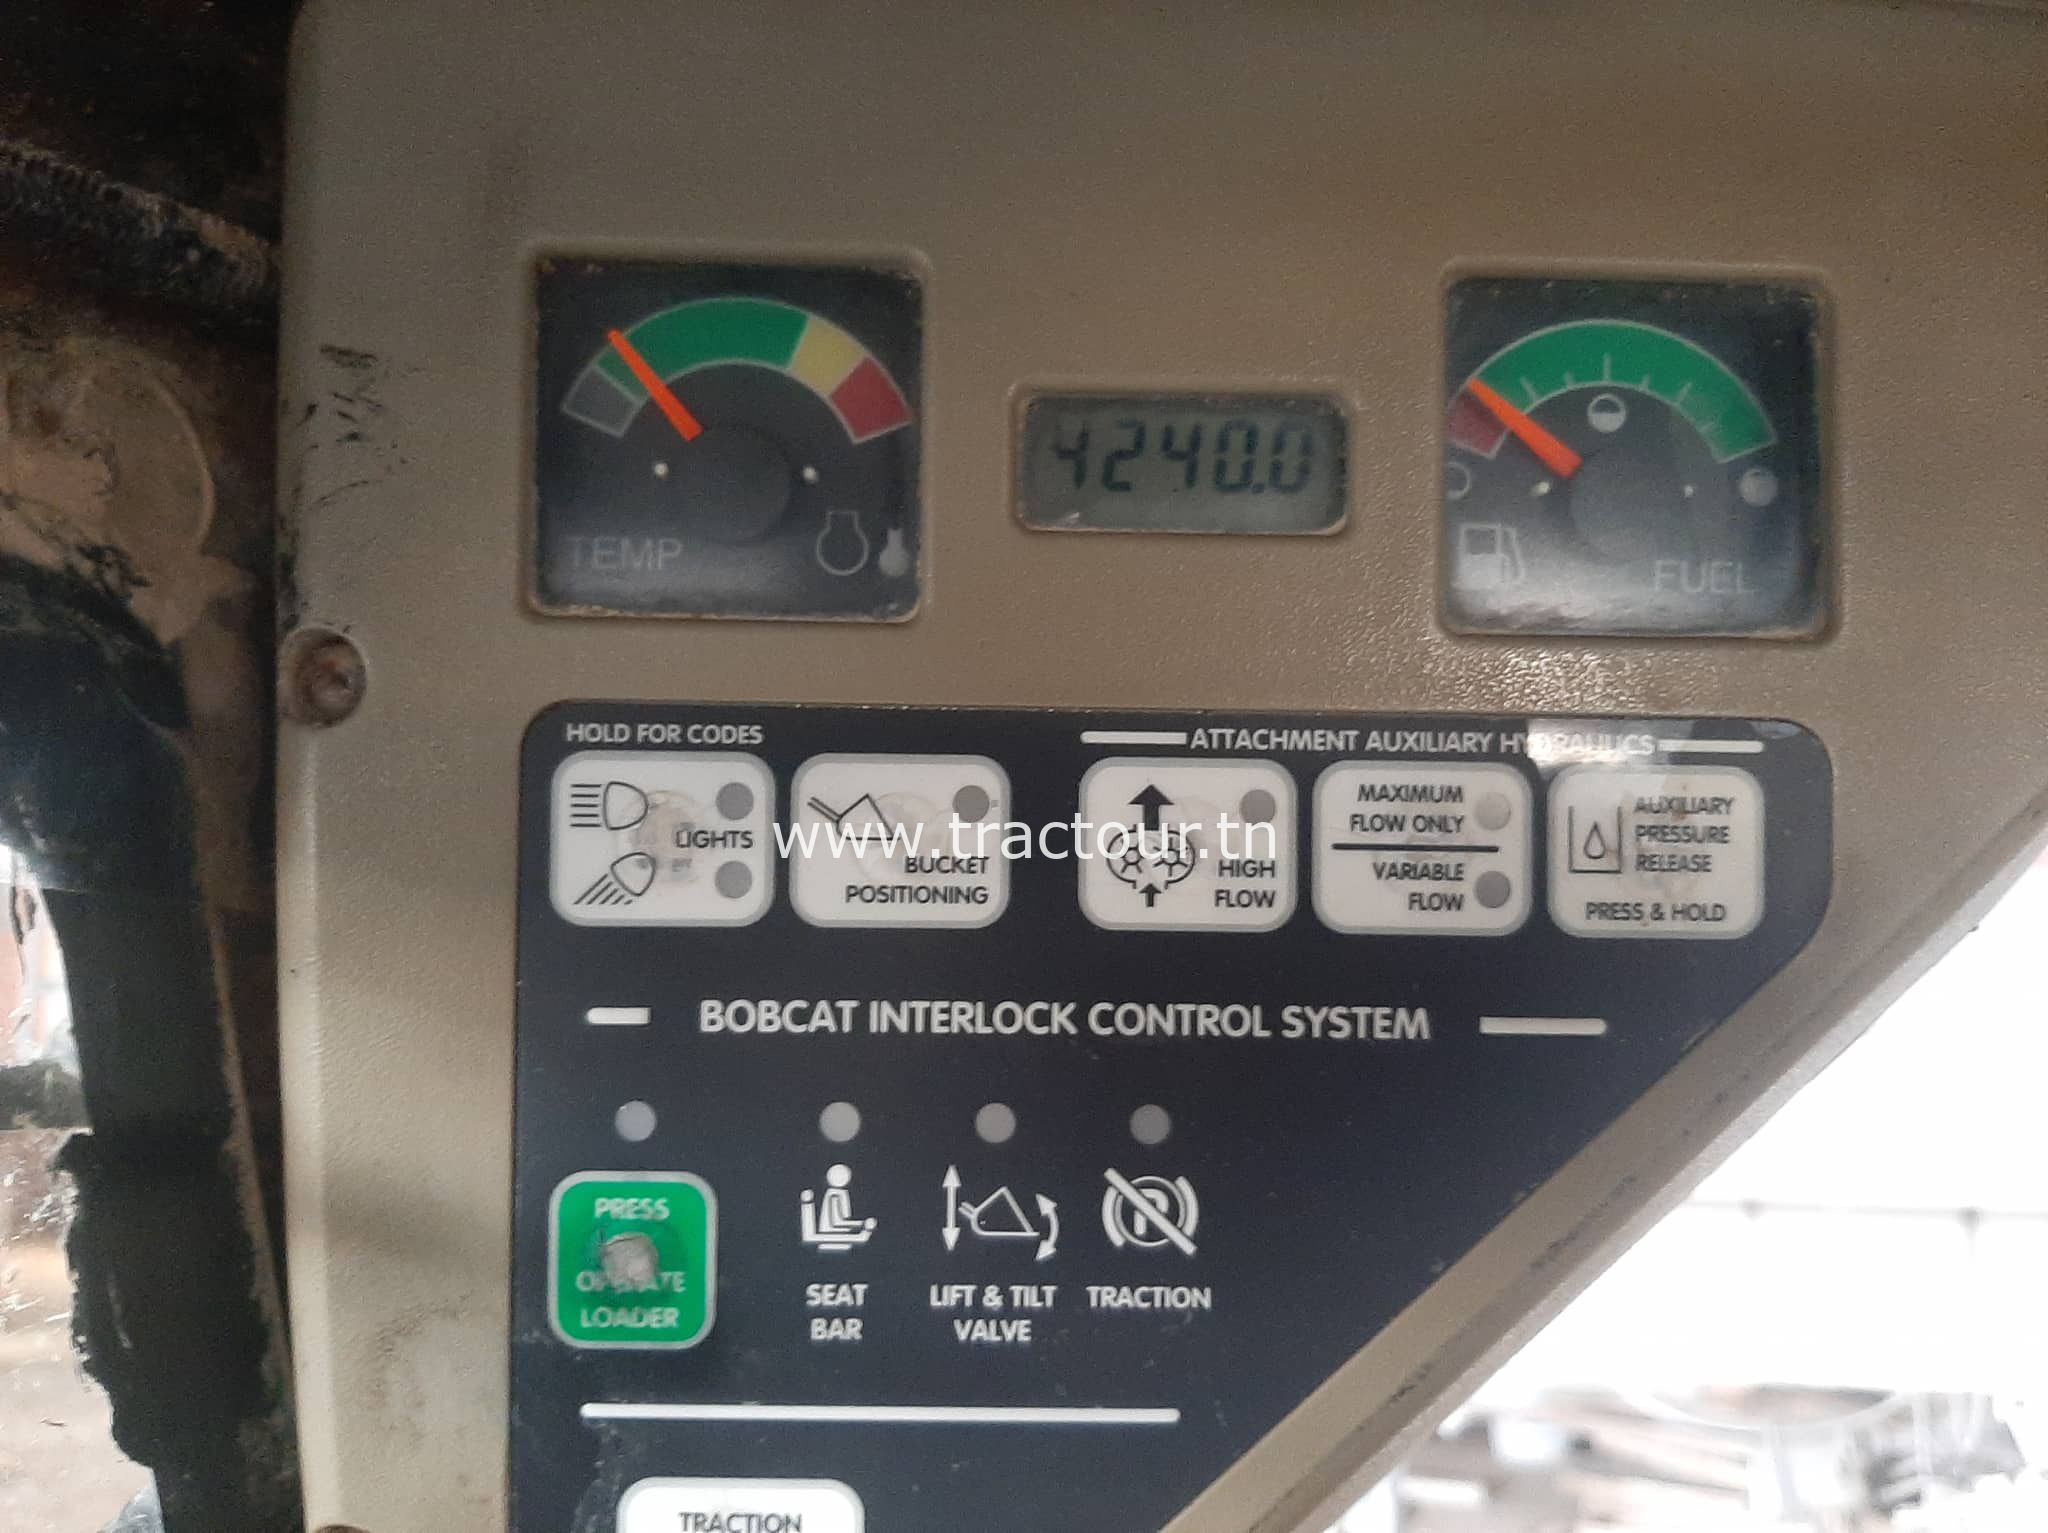 4240.0
TEMP
FUEL
HOLD FOR CODES
ATTACHMENT AUXILIARY HYDRAULICS
LIGHTS
BUCKET
POSITIONING
HIGH
FLOW
MAXIMUM
FLOW ONLY
VARIABLE
FLOW
AUXILIARY
PRESSURE
RELEASE
PRESS & HOLD
www.tractour.tn
BOBCAT INTERLOCK CONTROL SYSTEM
PRESS
OPERATE
LOADER
SEAT
BAR
LIFT & TILT
VALVE
TRACTION
TRACTION